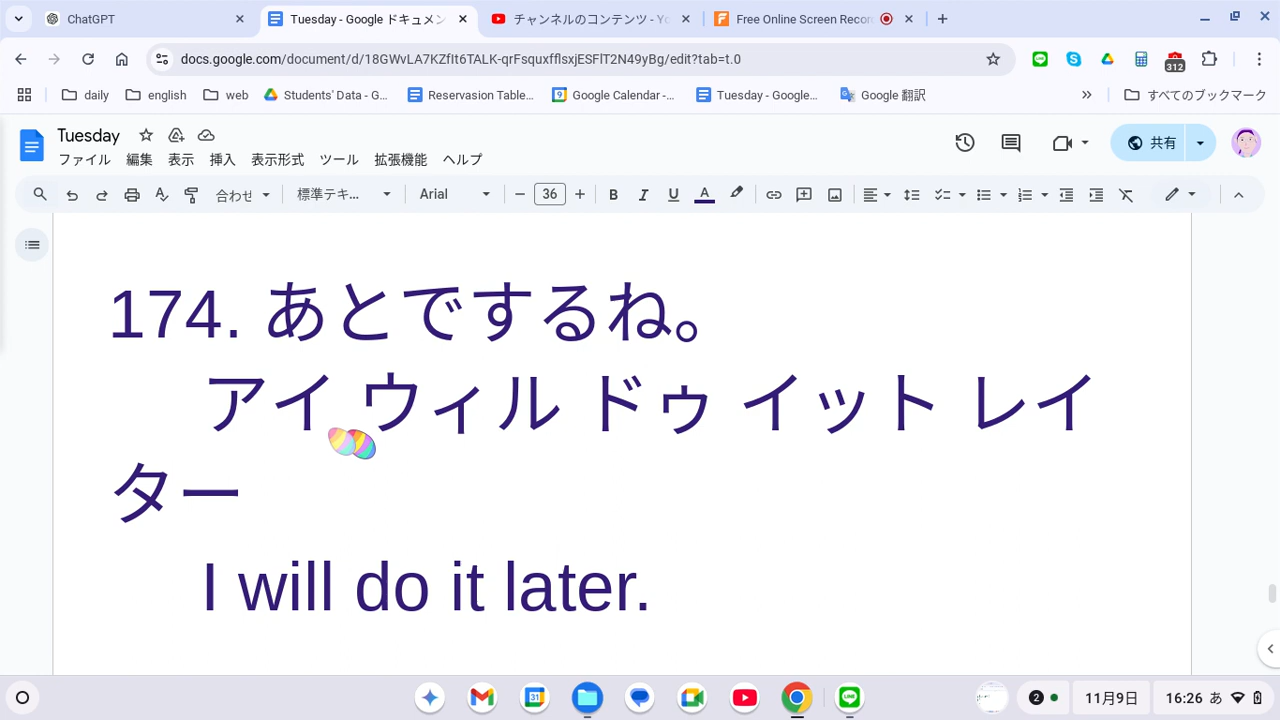 ChatGPT
Tuesday - Google ドキュメン
チャンネルのコンテンツ - Yo
Free Online Screen Recor
docs.google.com/document/d/
/edit?tab=t.0
312
daily
english
web
Students' Data - G...
Reservasion Table...
Google Calendar -...
Tuesday - Google...
Google 翻訳
すべてのブックマーク
Tuesday
ファイル 編集 表示 挿入 表示形式 ツール 拡張機能 ヘルプ
共有
合わせ 標準テキ... Arial 36 B I U A
174. あとでするね。
アイ ウィル ドゥ イット レイ
ター
I will do it later.
31
2
11月9日
16:26 あ